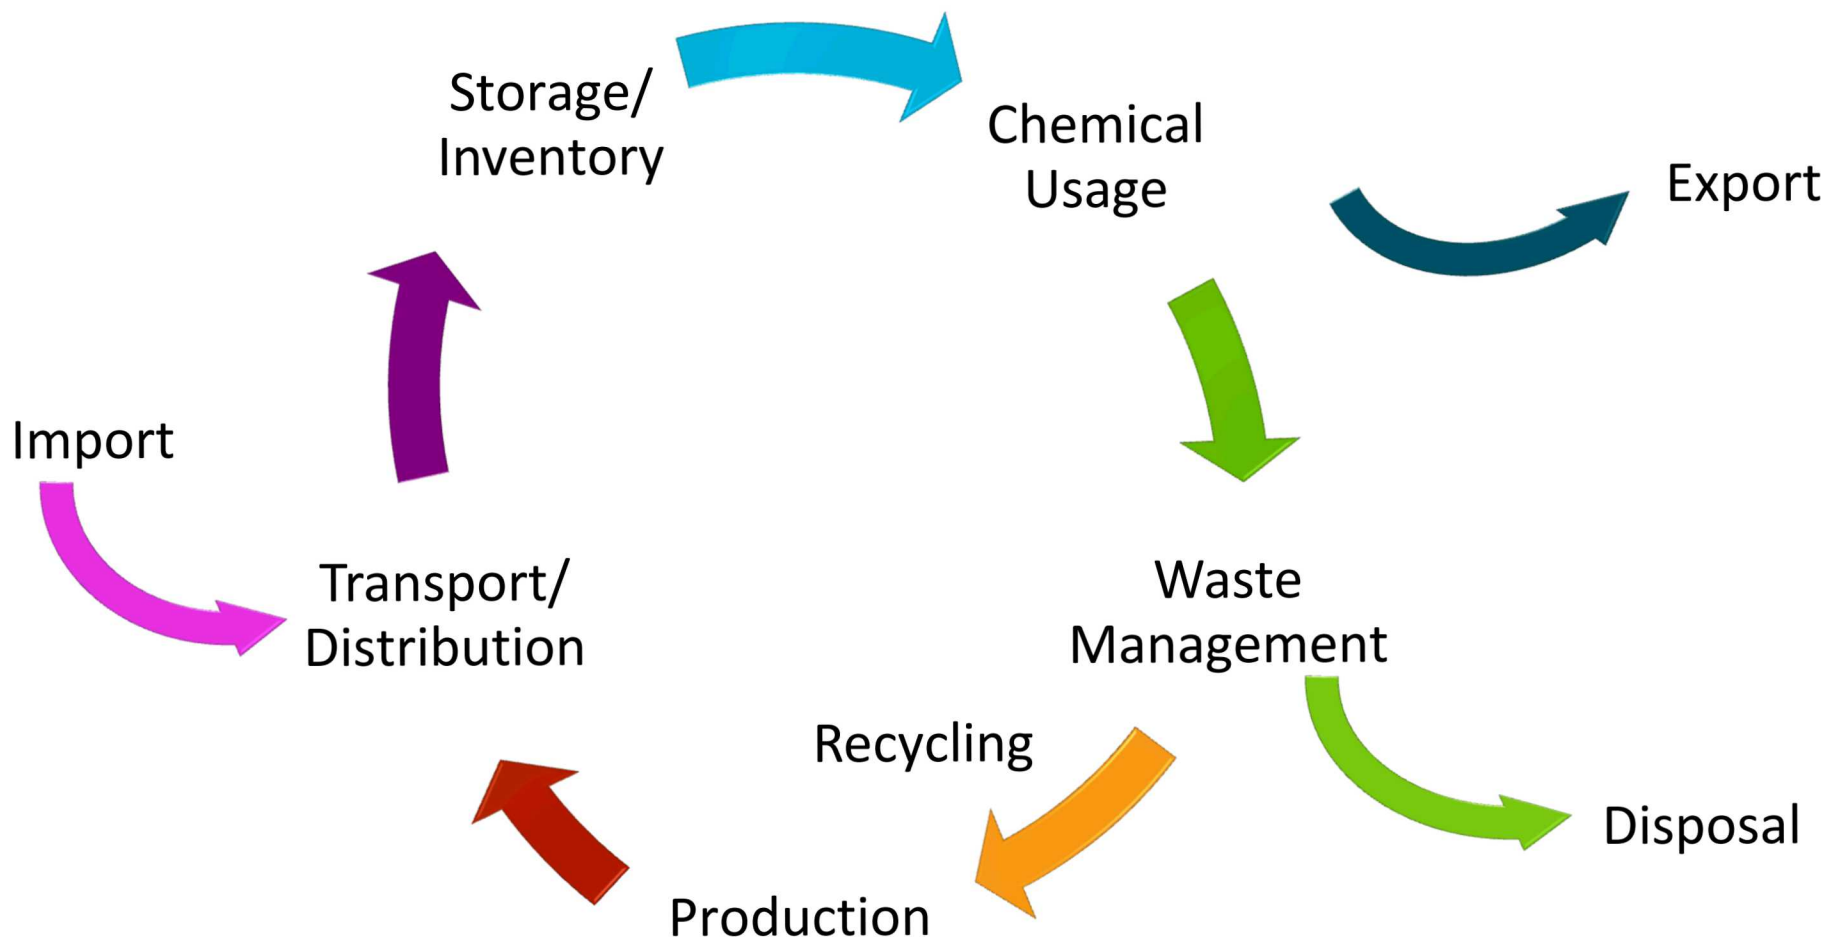 Storage/
Inventory
Chemical
Usage
Export
Import
Transport/
Distribution
Waste
Management
Recycling
Disposal
Production